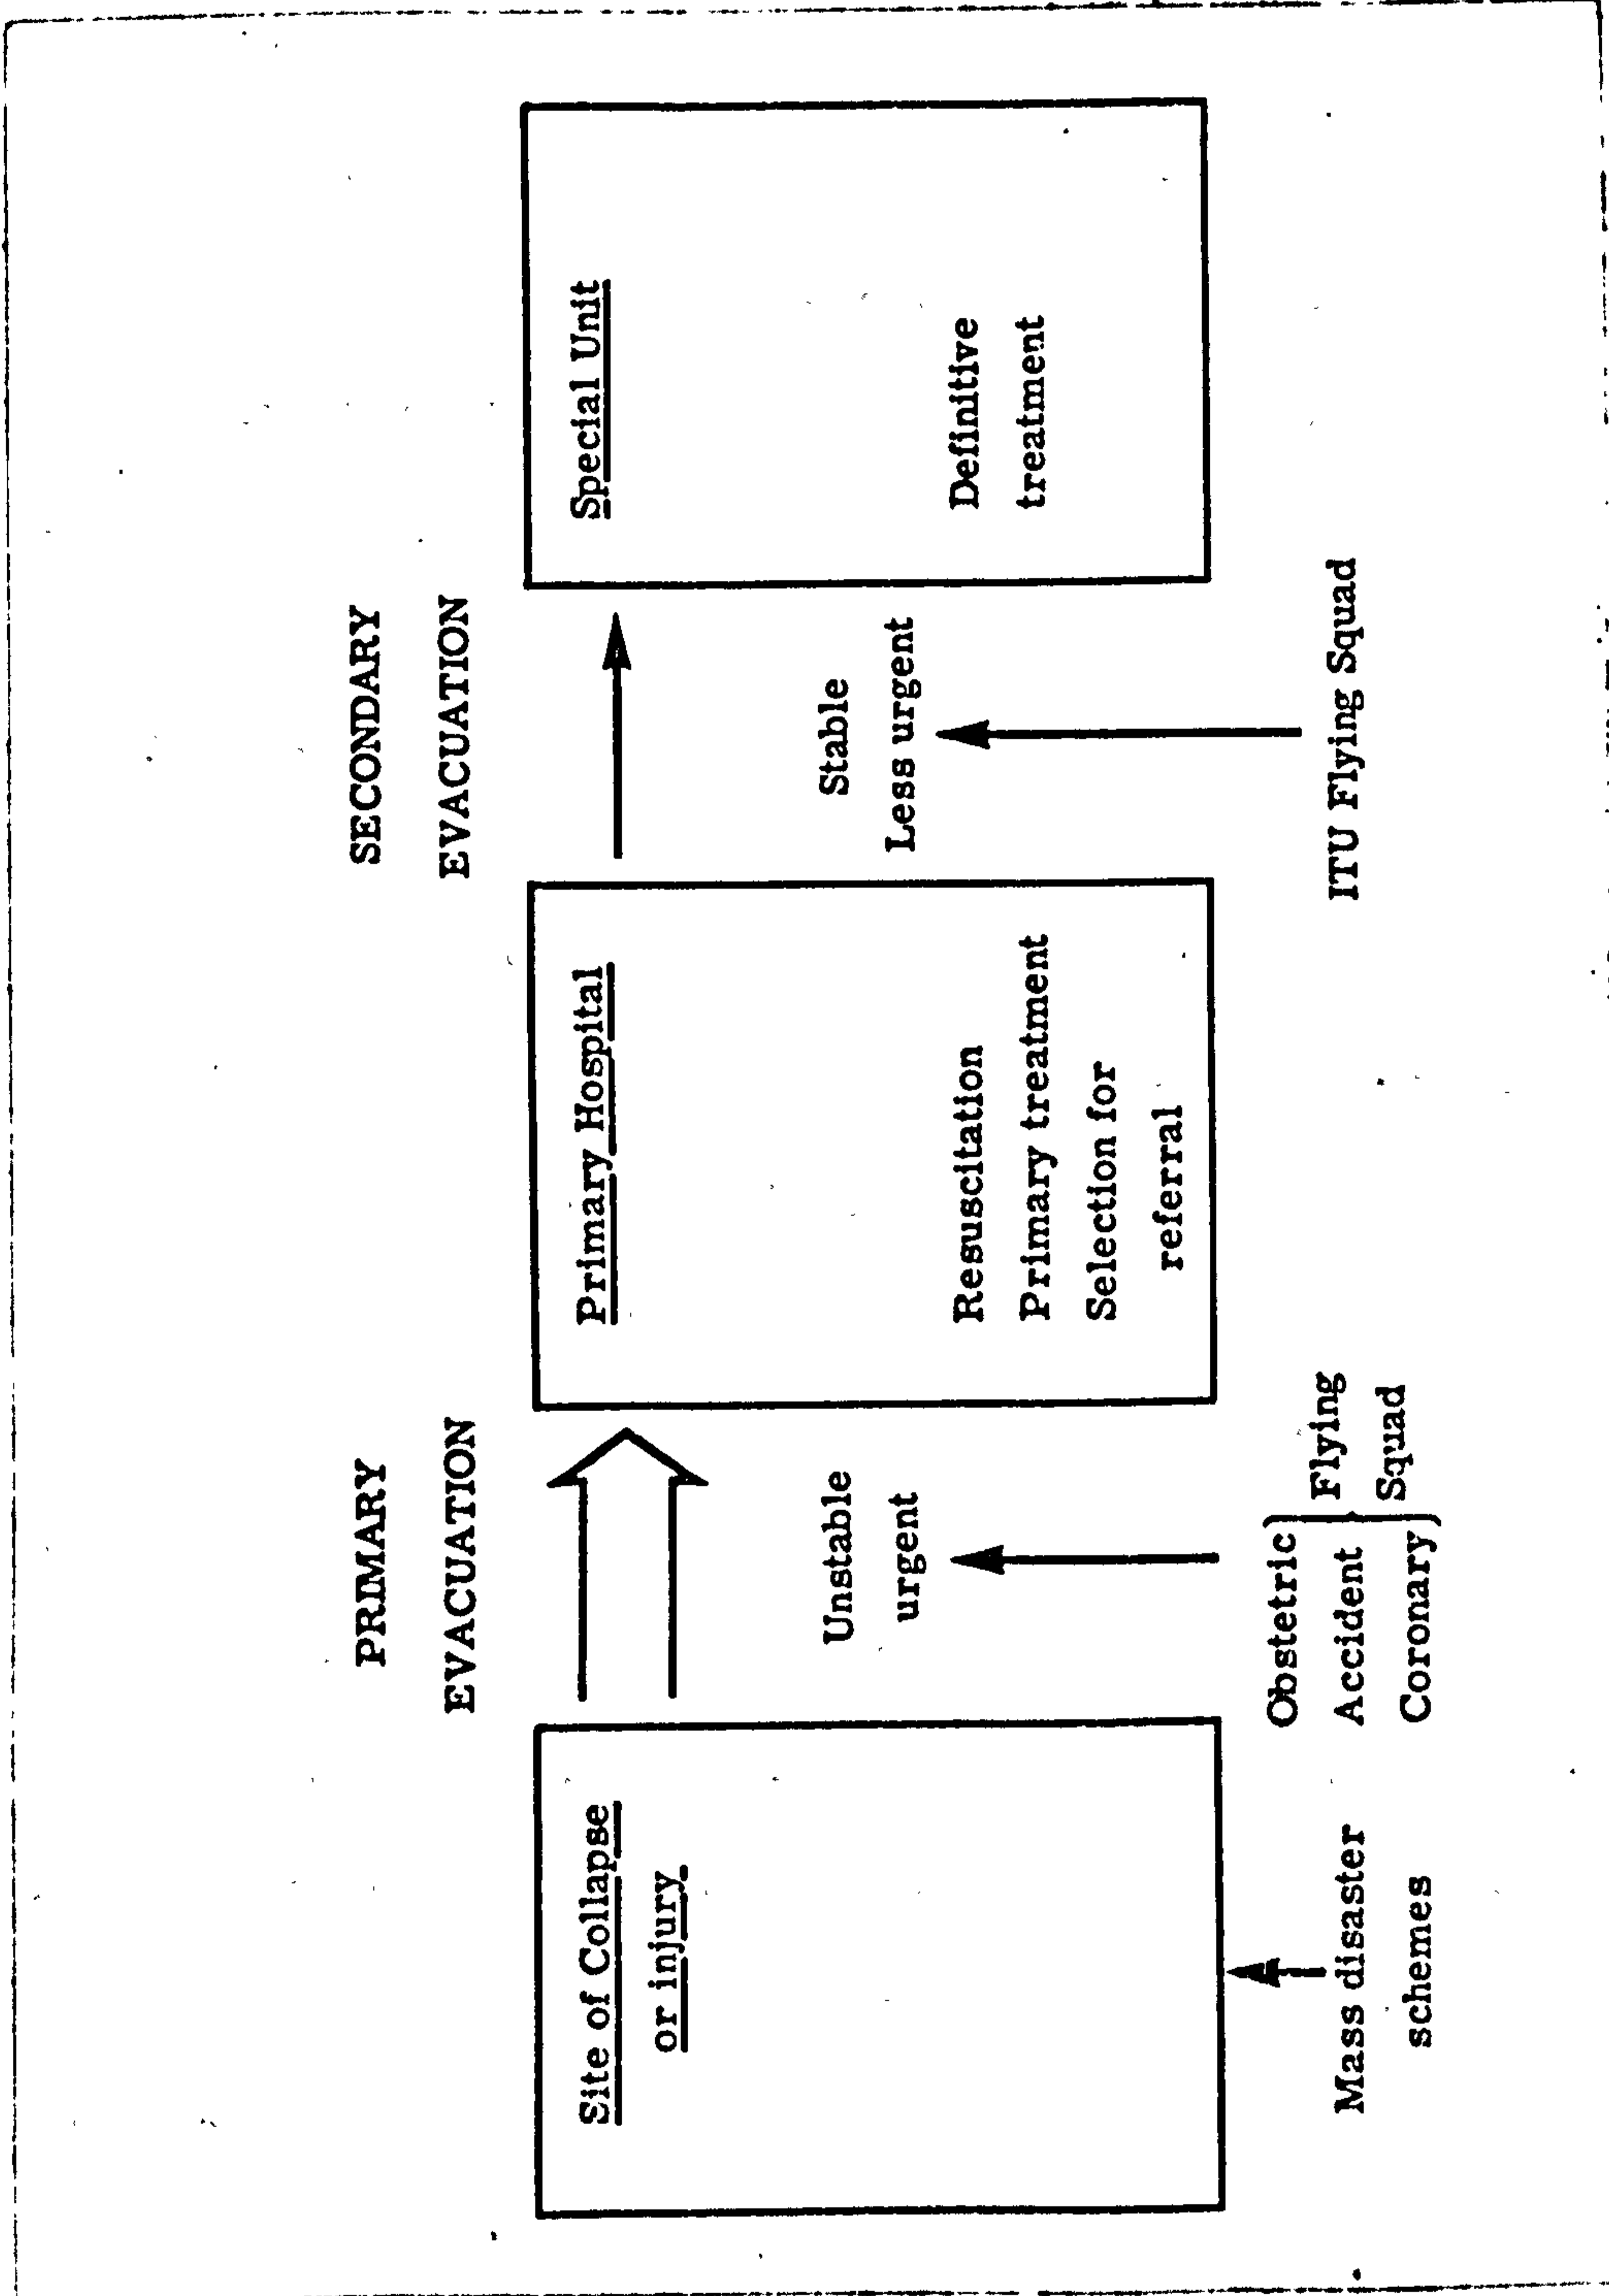 PRIMARY
EVACUATION
SECONDARY
EVACUATION
Site of Collapse
or injury
Unstable
urgent
Primary Hospital
Resuscitation
Primary treatment
Selection for
referral
Stable
Less urgent
Special Unit
Definitive
treatment
Mass disaster
schemes
Obstetric
Accident
Coronary
Flying
Squad
ITU Flying Squad